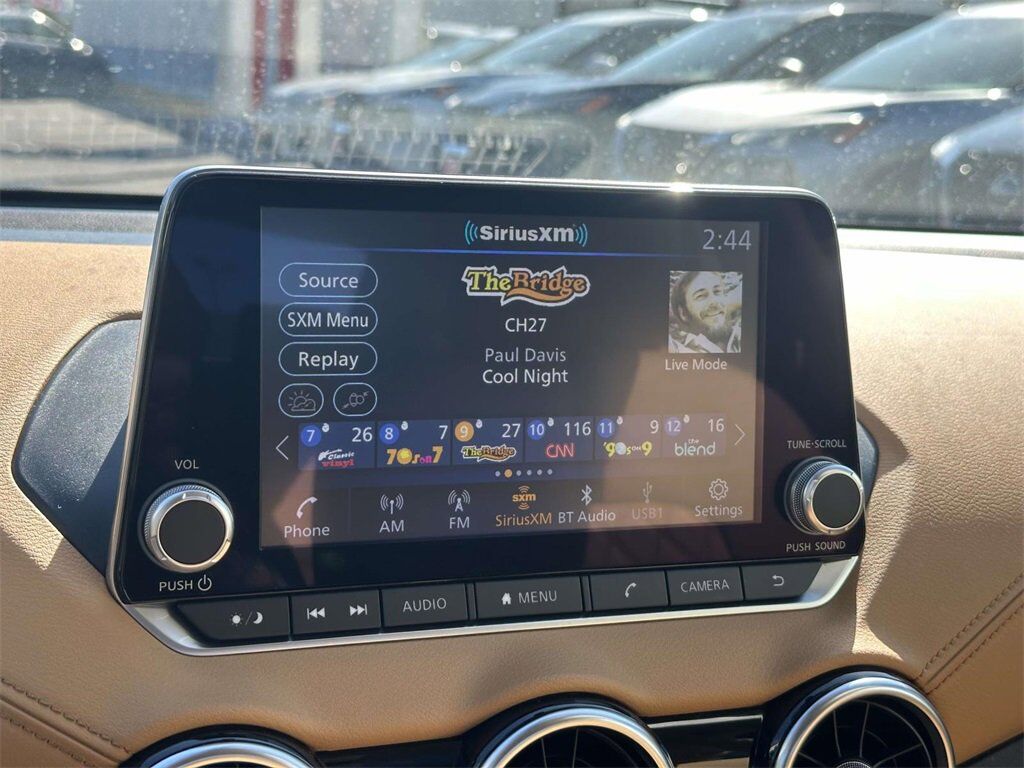 SiriusXM
2:44
Source
SXM Menu
Replay
The Bridge
CH27
Paul Davis
Cool Night
Live Mode
7 26 8 7 9 27 10 116 11 9 12 16
Classic vinyl 70s on 7 The Bridge CNN '90s on 9 the blend
Phone AM FM sxm SiriusXM BT Audio USB1 Settings
VOL
PUSH
TUNE·SCROLL
PUSH SOUND
AUDIO MENU CAMERA